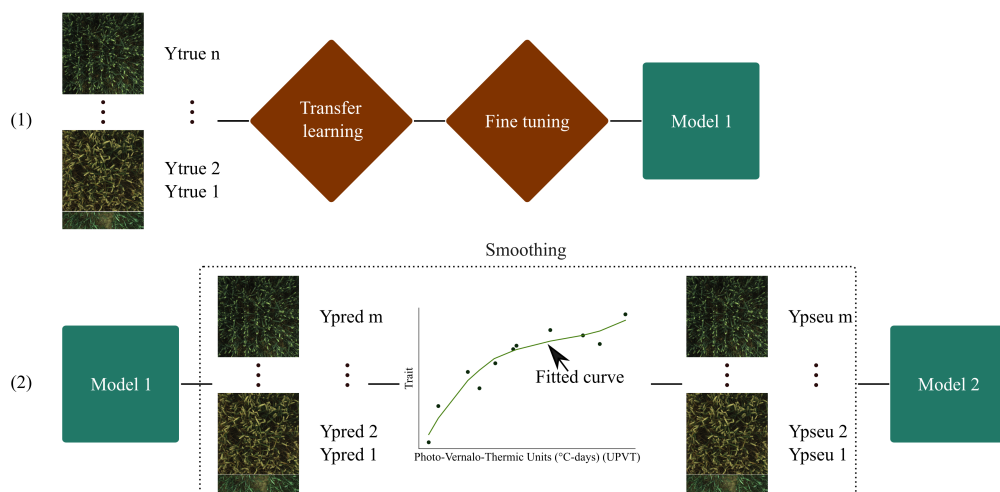 Ytrue n
(1)
Transfer
learning
Fine tuning
Model 1
Ytrue 2
Ytrue 1
Smoothing
Ypred m
Ypseu m
(2)
Model 1
Trait
Fitted curve
Model 2
Ypred 2
Ypred 1
Photo-Vernalo-Thermic Units (°C-days) (UPVT)
Ypseu 2
Ypseu 1